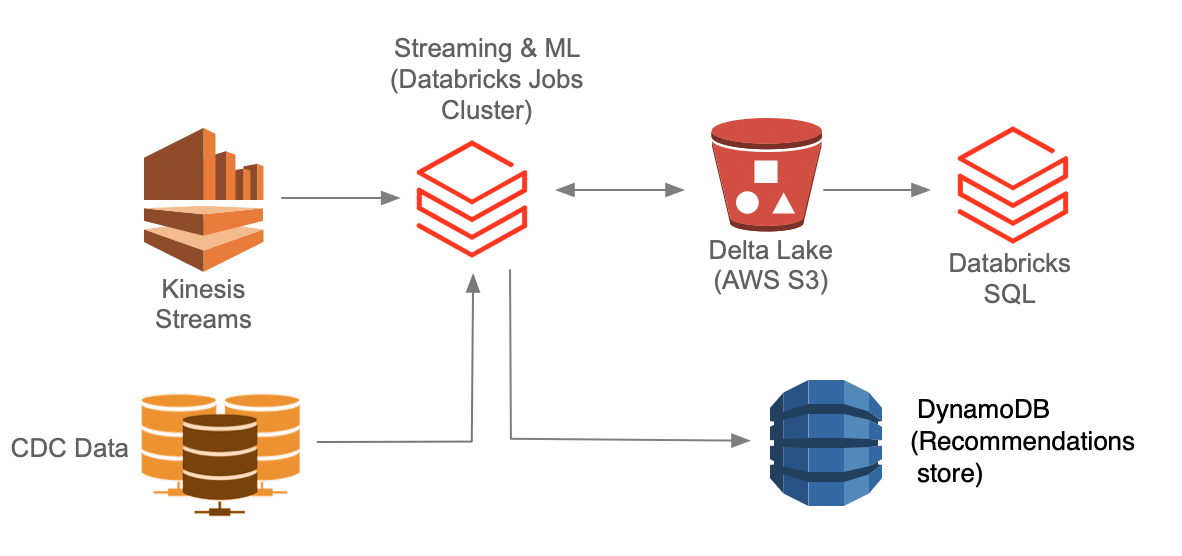 Streaming & ML
(Databricks Jobs
Cluster)
Kinesis
Streams
Delta Lake
(AWS S3)
Databricks
SQL
CDC Data
DynamoDB
(Recommendations
store)